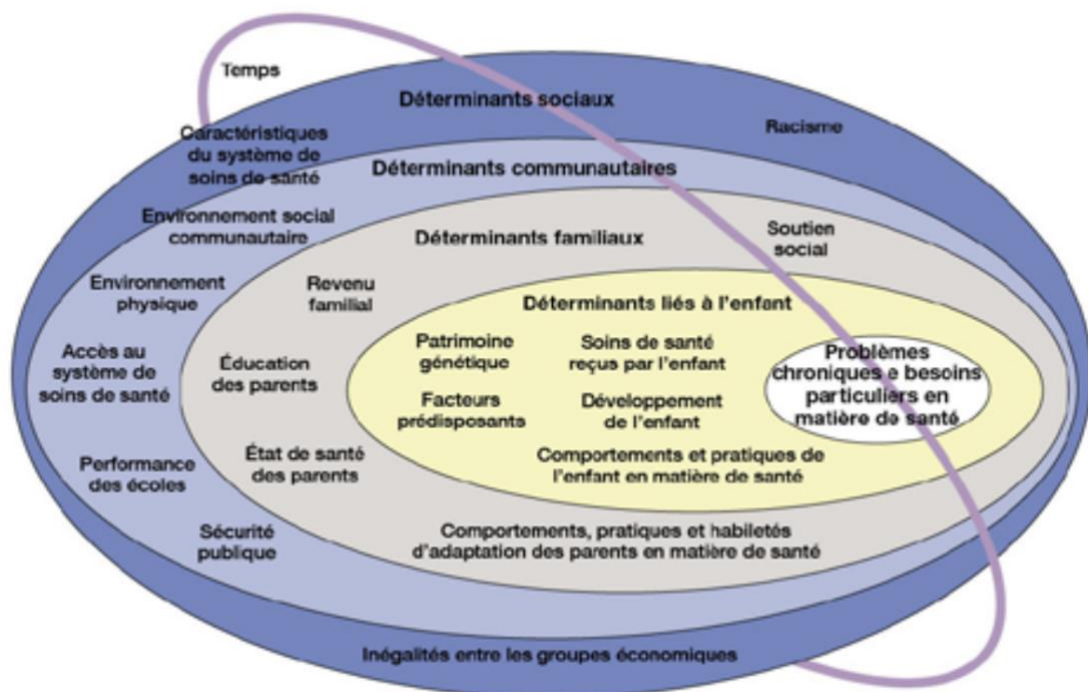 Temps
Déterminants sociaux
Racisme
Caractéristiques
du système de
soins de santé
Déterminants communautaires
Environnement social
communautaire
Déterminants familiaux
Soutien
social
Environnement
physique
Revenu
familial
Déterminants liés à l'enfant
Patrimoine
génétique
Soins de santé
reçus par l'enfant
Problèmes
chroniques e besoins
particuliers en
matière de santé
Accès au
système de
soins de santé
Éducation
des parents
Facteurs
prédisposants
Développement
de l'enfant
Performance
des écoles
État de santé
des parents
Comportements et pratiques de
l'enfant en matière de santé
Sécurité
publique
Comportements, pratiques et habiletés
d'adaptation des parents en matière de santé
Inégalités entre les groupes économiques